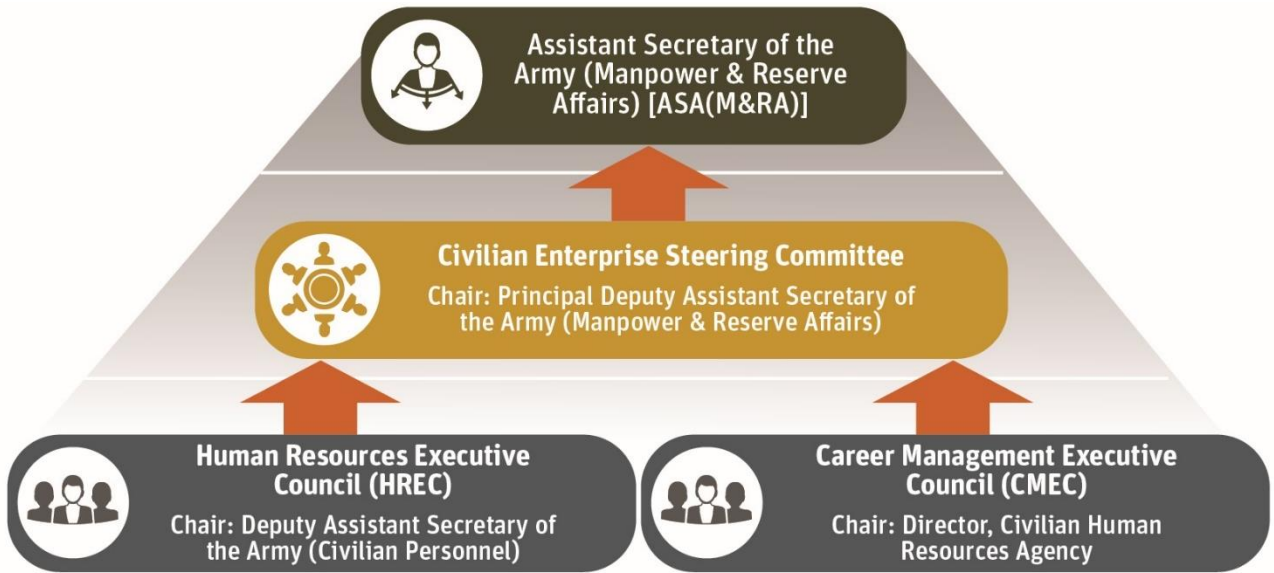 Assistant Secretary of the
Army (Manpower & Reserve
Affairs) [ASA(M&RA)]
Civilian Enterprise Steering Committee
Chair: Principal Deputy Assistant Secretary of
the Army (Manpower & Reserve Affairs)
Human Resources Executive
Council (HREC)
Chair: Deputy Assistant Secretary of
the Army (Civilian Personnel)
Career Management Executive
Council (CMEC)
Chair: Director, Civilian Human
Resources Agency